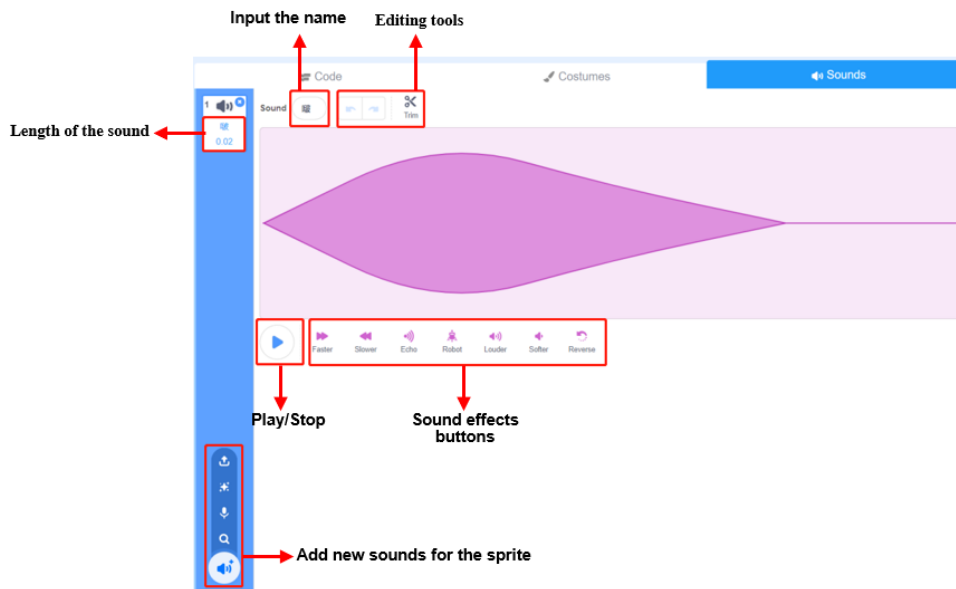 Input the name
Editing tools
Code
Costumes
Sounds
1
Sound
Trim
Length of the sound
0.02
Faster
Slower
Echo
Robot
Louder
Softer
Reverse
Play/Stop
Sound effects
buttons
Add new sounds for the sprite